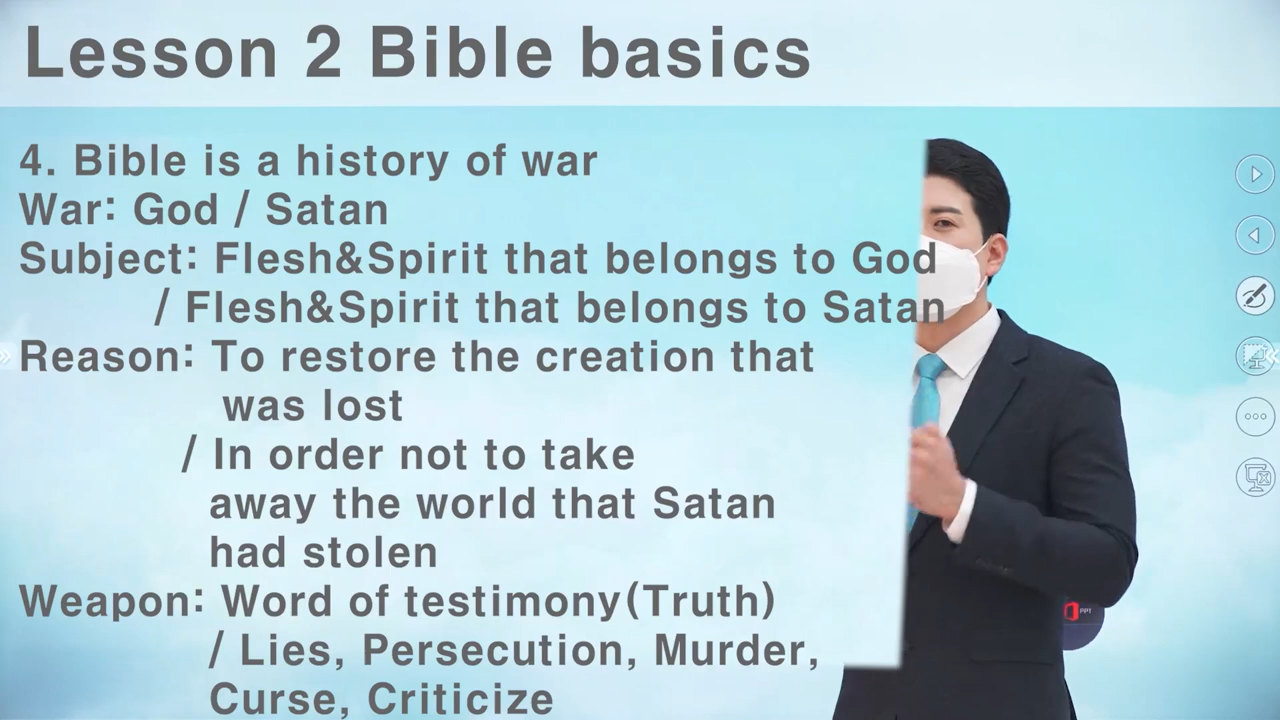 Lesson 2 Bible basics
4. Bible is a history of war
War: God / Satan
Subject: Flesh&Spirit that belongs to God
/ Flesh&Spirit that belongs to Satan
Reason: To restore the creation that
was lost
/ In order not to take
away the world that Satan
had stolen
Weapon: Word of testimony(Truth)
/ Lies, Persecution, Murder,
Curse, Criticize
PPT